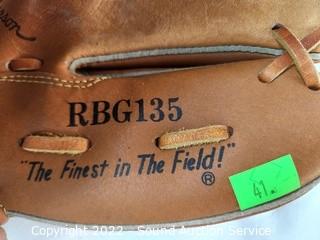 RBG135
"The Finest in The Field!"
®
41.
Copyright 2022 - Sound Auction Service